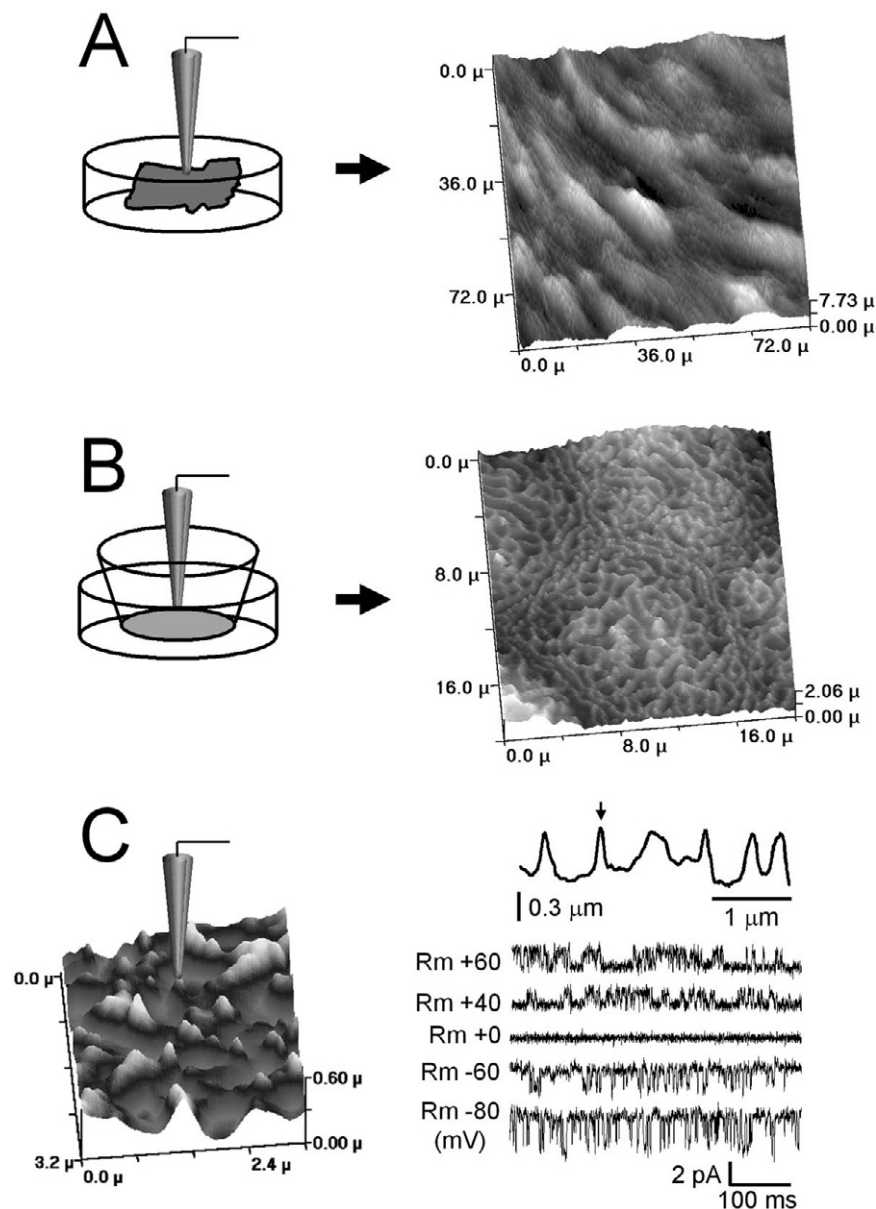 A
0.0 μ
36.0 μ
72.0 μ
7.73 μ
0.00 μ
0.0 μ
36.0 μ
72.0 μ
B
0.0 μ
8.0 μ
16.0 μ
2.06 μ
0.00 μ
0.0 μ
8.0 μ
16.0 μ
C
0.0 μ
0.60 μ
0.00 μ
3.2 μ
0.0 μ
2.4 μ
0.3 μm
1 μm
Rm +60
Rm +40
Rm +0
Rm -60
Rm -80
(mV)
2 pA
100 ms